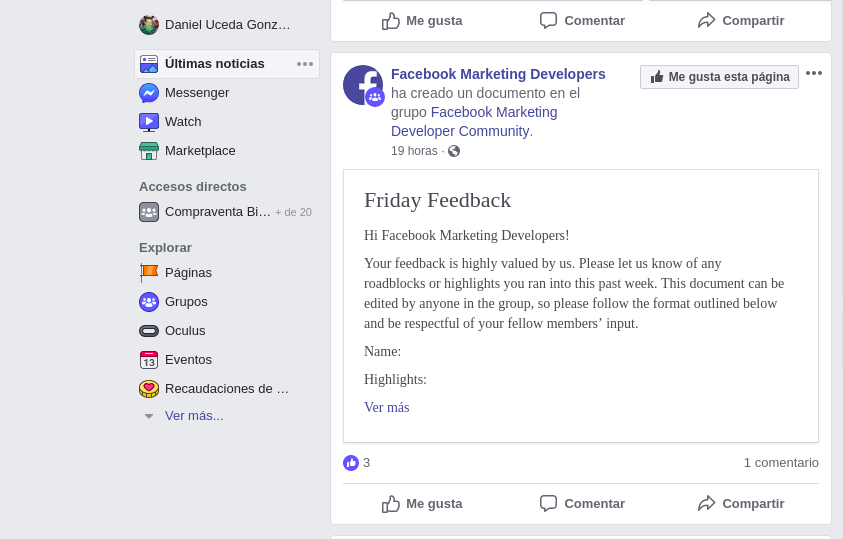 Daniel Uceda Gonz…
Últimas noticias
Messenger
Watch
Marketplace
Accesos directos
Compraventa Bi… + de 20
Explorar
Páginas
Grupos
Oculus
13
Eventos
Recaudaciones de …
Ver más...
Me gusta Comentar Compartir
Facebook Marketing Developers
ha creado un documento en el
grupo Facebook Marketing
Developer Community.
19 horas ·
Me gusta esta página
Friday Feedback
Hi Facebook Marketing Developers!
Your feedback is highly valued by us. Please let us know of any
roadblocks or highlights you ran into this past week. This document can be
edited by anyone in the group, so please follow the format outlined below
and be respectful of your fellow members’ input.
Name:
Highlights:
Ver más
3 1 comentario
Me gusta Comentar Compartir